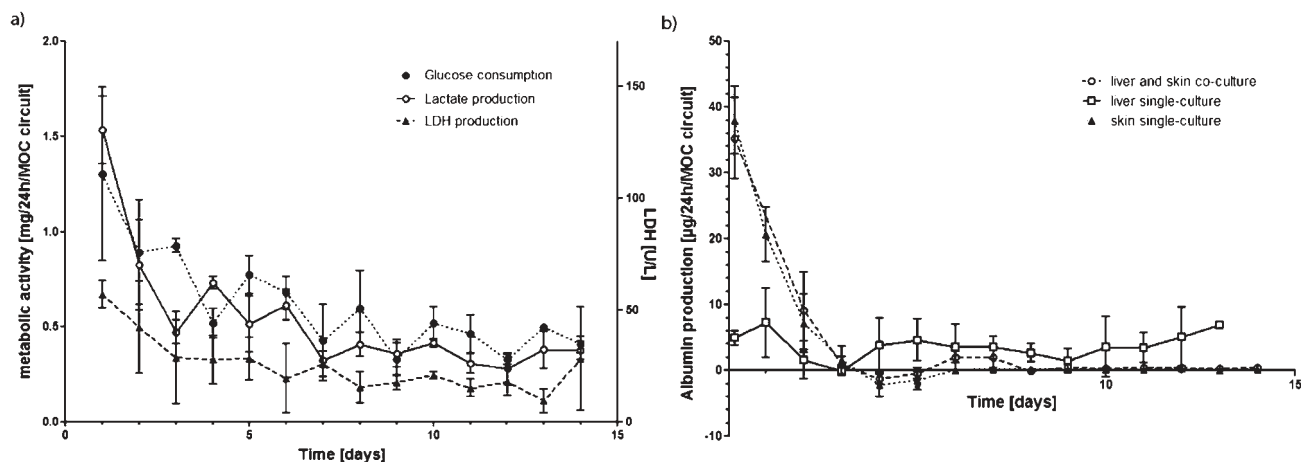 a)
2.0
1.5
1.0
0.5
0.0
metabolic activity [mg/24h/MOC circuit]
Glucose consumption
Lactate production
LDH production
150
100
50
0
LDH [U/L]
0
5
10
15
Time [days]
b)
50
40
30
20
10
0
-10
Albumin production [µg/24h/MOC circuit]
liver and skin co-culture
liver single-culture
skin single-culture
10
15
Time [days]